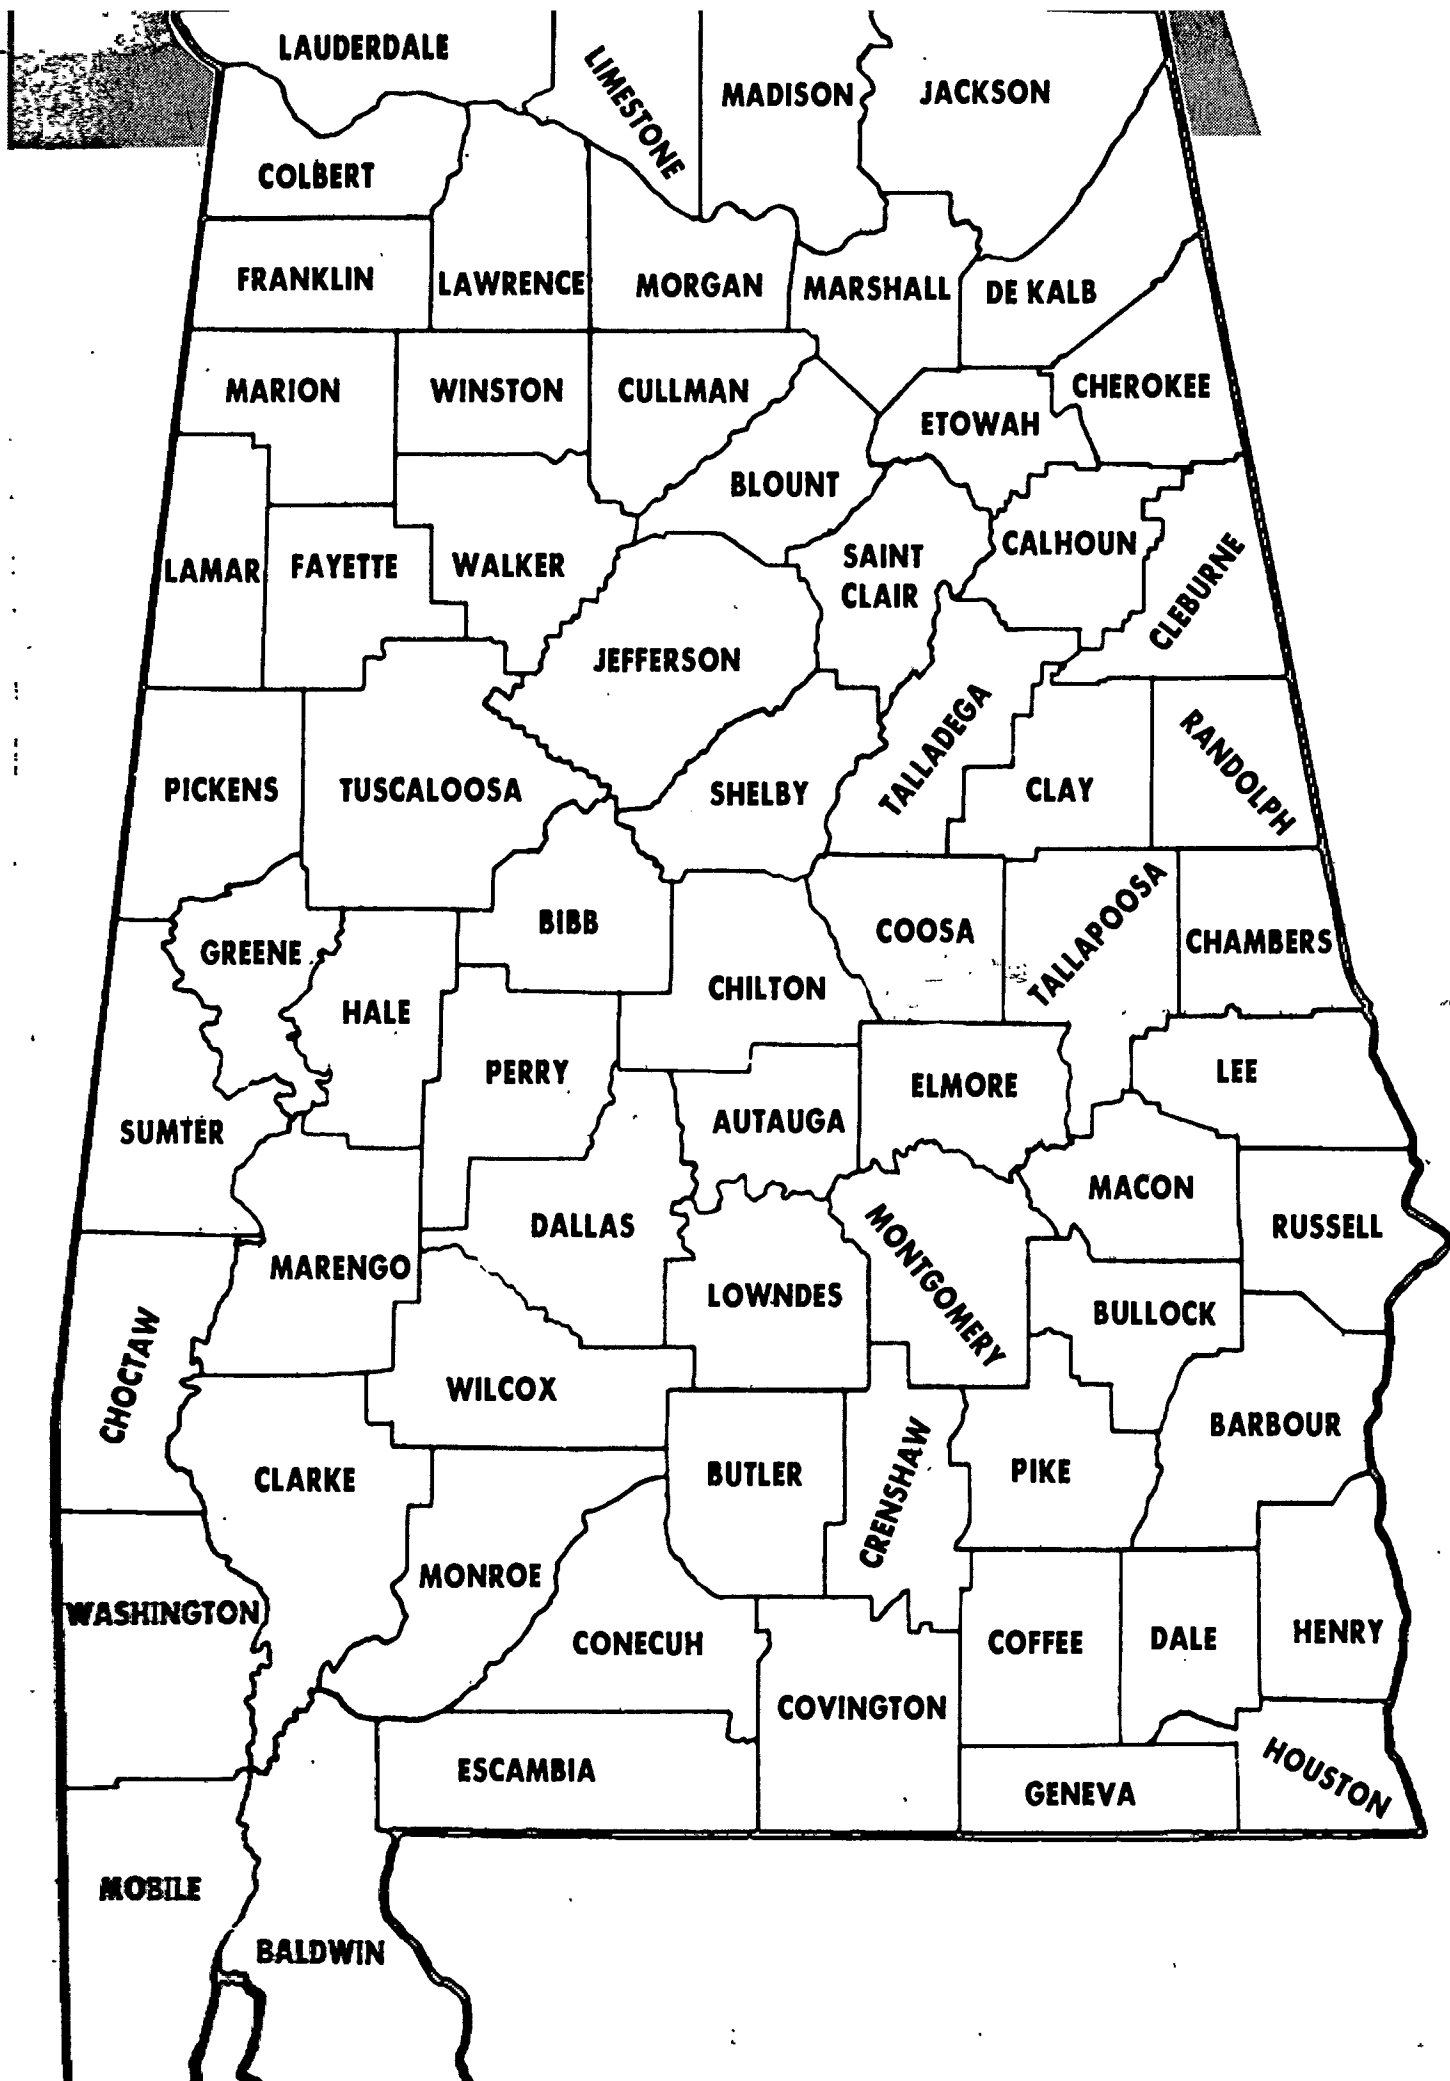 LAUDERDALE
LIMESTONE
MADISON
JACKSON
COLBERT
FRANKLIN
LAWRENCE
MORGAN
MARSHALL
DE KALB
MARION
WINSTON
CULLMAN
CHEROKEE
ETOWAH
BLOUNT
LAMAR
FAYETTE
WALKER
SAINT
CLAIR
CALHOUN
CLEBURNE
JEFFERSON
PICKENS
TUSCALOOSA
SHELBY
TALLADEGA
CLAY
RANDOLPH
GREENE
HALE
BIBB
CHILTON
COOSA
TALLAPOOSA
CHAMBERS
SUMTER
PERRY
AUTAUGA
ELMORE
LEE
MARENGO
DALLAS
LOWNDES
MONTGOMERY
MACON
RUSSELL
BULLOCK
CHOCTAW
CLARKE
WILCOX
BUTLER
CRENSHAW
PIKE
BARBOUR
WASHINGTON
MONROE
CONECUH
COVINGTON
COFFEE
DALE
HENRY
ESCAMBIA
GENEVA
HOUSTON
MOBILE
BALDWIN